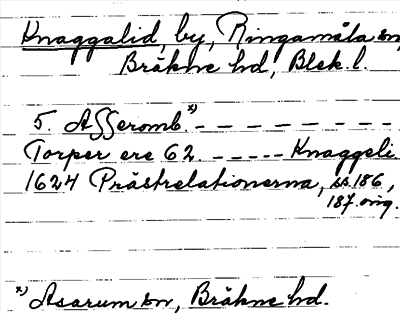 Knaggalid, by, Ringamåla sn,
Bräkne hd, Blek. l.
5. Asseromb.x) - - - - - - - -
Torper ere 62. - - - - - Knaggeli
1624 Prästrelationerna, ss 186,
187. orig.
x) Asarum sn, Bräkne hd.